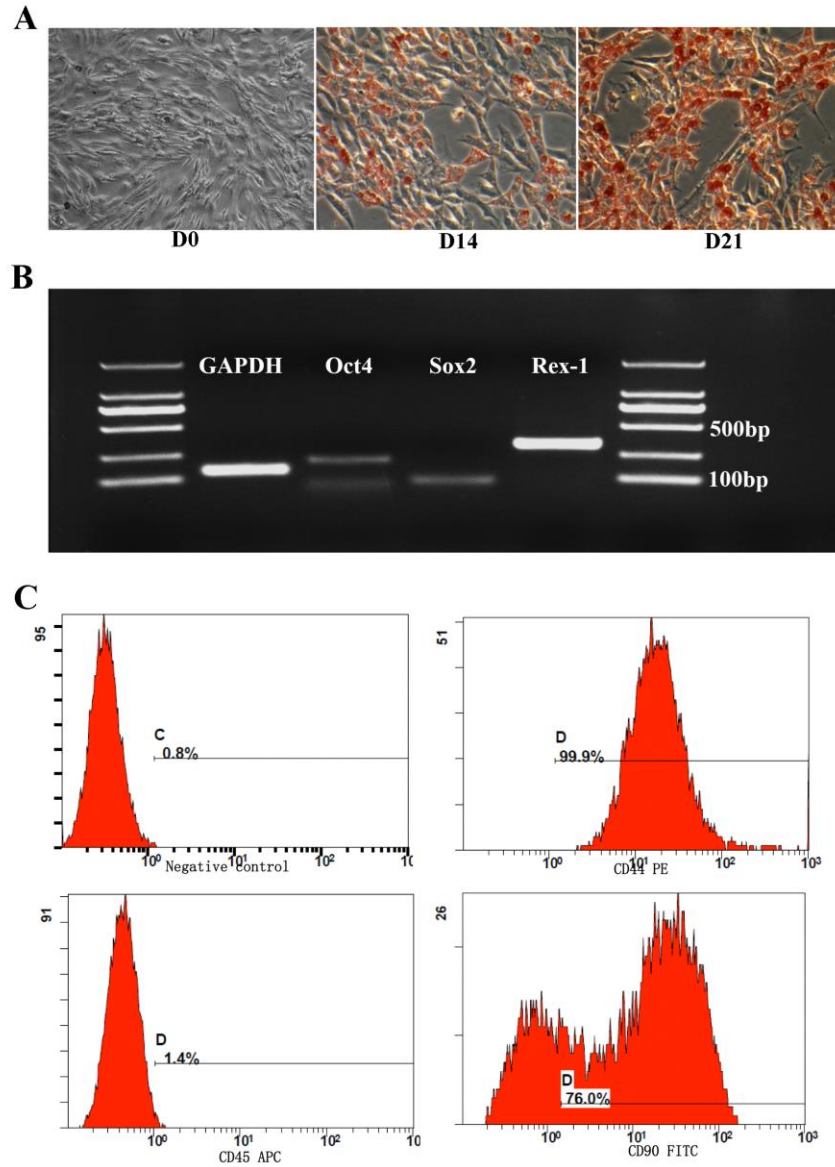 A
D0 D14 D21
B
GAPDH Oct4 Sox2 Rex-1
500bp
100bp
C
95
C
0.8%
10⁰ 10¹ 10²
Negative control
51
D
99.9%
10⁰ 10¹ 10² 10³
CD44 PE
91
D
1.4%
10⁰ 10¹ 10² 10³
CD45 APC
26
D
76.0%
10⁰ 10¹ 10² 10³
CD90 FITC